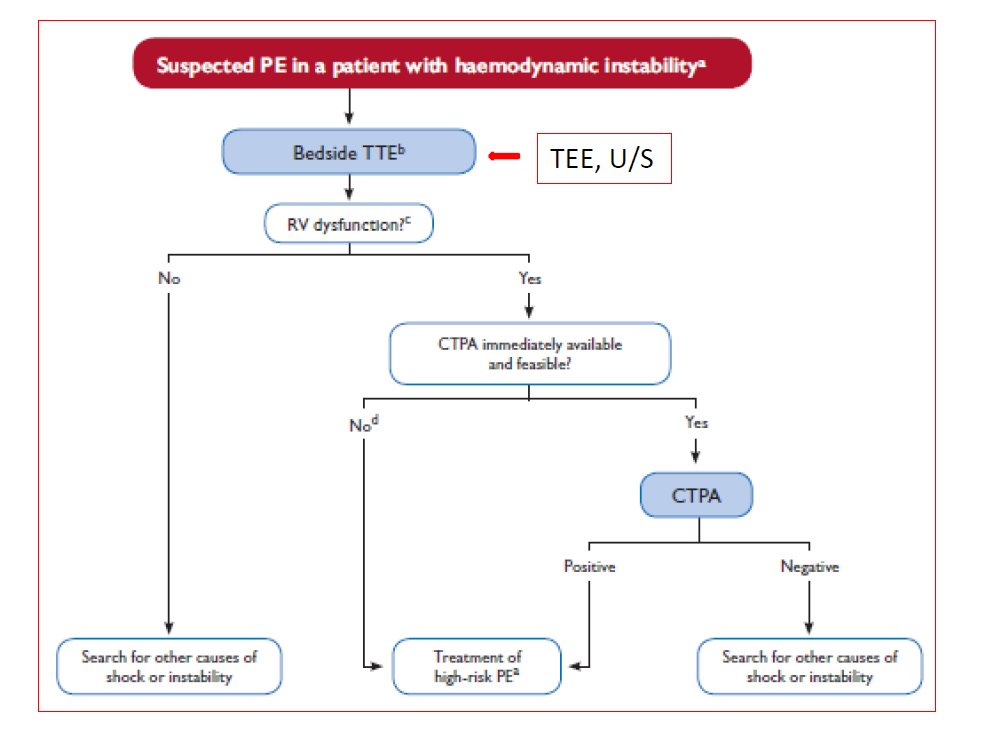 Suspected PE in a patient with haemodynamic instabilityᵃ
Bedside TTEᵇ
TEE, U/S
RV dysfunction?ᶜ
No
Yes
CTPA immediately available
and feasible?
Noᵈ
Yes
CTPA
Positive
Negative
Search for other causes of
shock or instability
Treatment of
high-risk PEᵃ
Search for other causes of
shock or instability